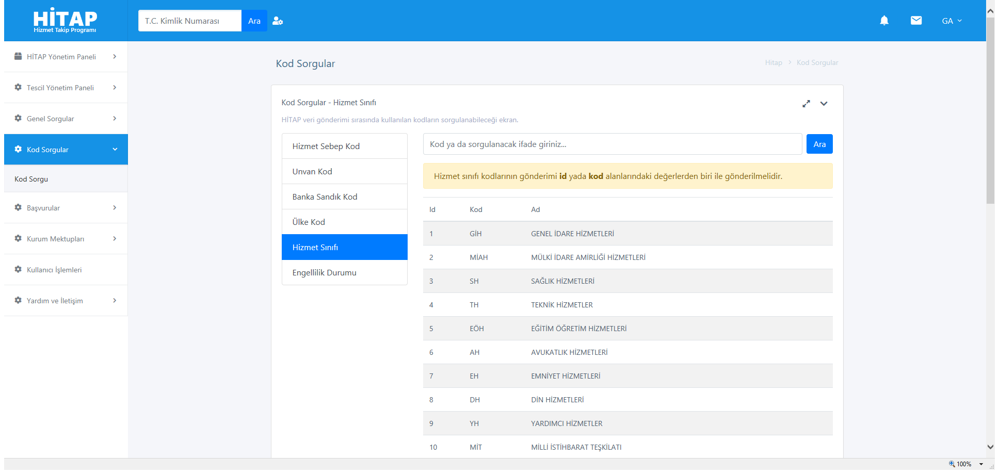 HİTAP
Hizmet Takip Programı
T.C. Kimlik Numarası
Ara
GA
HİTAP Yönetim Paneli
Tescil Yönetim Paneli
Genel Sorgular
Kod Sorgular
Kod Sorgu
Başvurular
Kurum Mektupları
Kullanıcı İşlemleri
Yardım ve İletişim
Kod Sorgular
Hitap > Kod Sorgular
Kod Sorgular - Hizmet Sınıfı
HİTAP veri gönderimi sırasında kullanılan kodların sorgulanabileceği ekran.
Hizmet Sebep Kod
Unvan Kod
Banka Sandık Kod
Ülke Kod
Hizmet Sınıfı
Engellilik Durumu
Kod ya da sorgulanacak ifade giriniz...
Ara
Hizmet sınıfı kodlarının gönderimi id yada kod alanlarındaki değerlerden biri ile gönderilmelidir.
Id Kod Ad
1 GİH GENEL İDARE HİZMETLERİ
2 MİAH MÜLKİ İDARE AMİRLİĞİ HİZMETLERİ
3 SH SAĞLIK HİZMETLERİ
4 TH TEKNİK HİZMETLER
5 EÖH EĞİTİM ÖĞRETİM HİZMETLERİ
6 AH AVUKATLIK HİZMETLERİ
7 EH EMNİYET HİZMETLERİ
8 DH DİN HİZMETLERİ
9 YH YARDIMCI HİZMETLER
10 MİT MİLLİ İSTİHBARAT TEŞKİLATI
100%